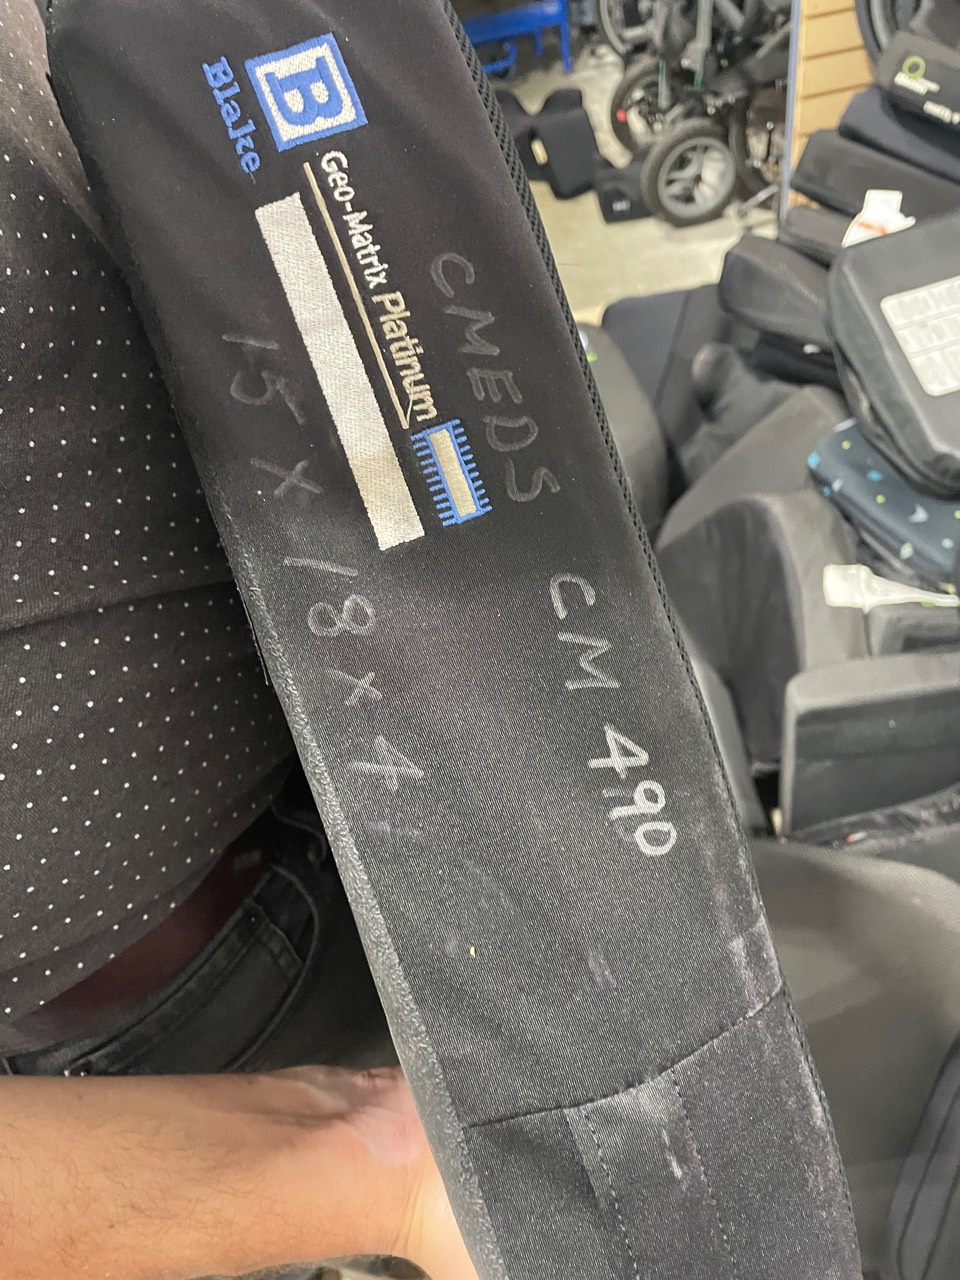 B
Blake
Geo-Matrix Platinum
CMEDS CM 490
15 x 18 x 4